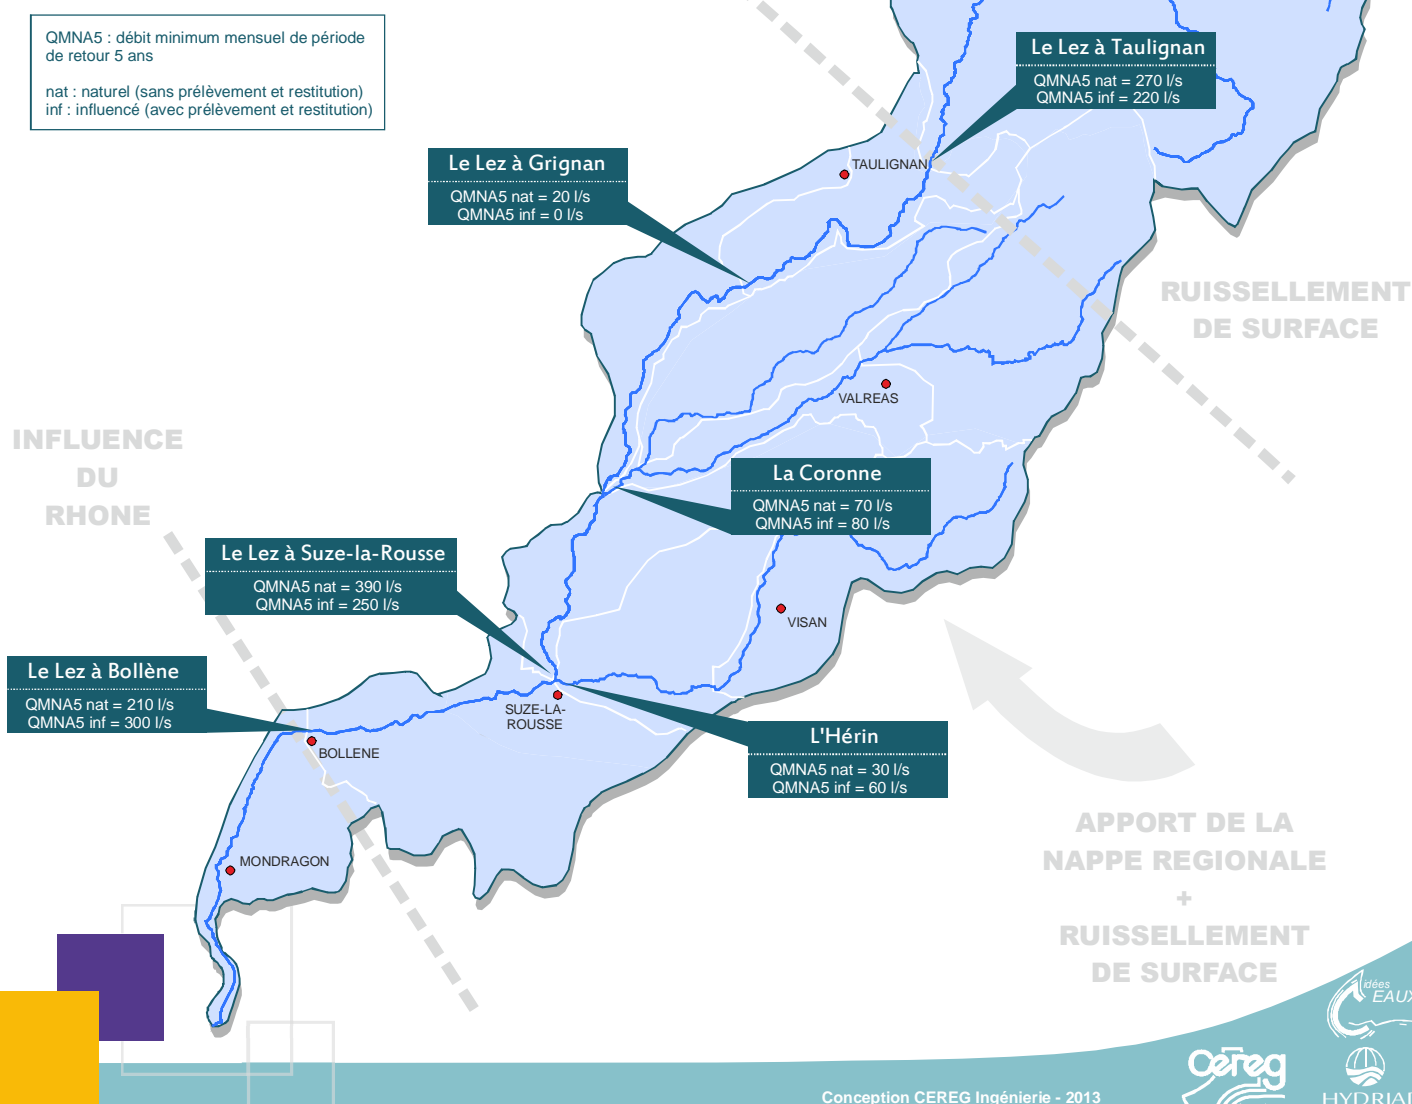 QMNA5 : débit minimum mensuel de période
de retour 5 ans
nat : naturel (sans prélèvement et restitution)
inf : influencé (avec prélèvement et restitution)
Le Lez à Taulignan
QMNA5 nat = 270 l/s
QMNA5 inf = 220 l/s
Le Lez à Grignan
QMNA5 nat = 20 l/s
QMNA5 inf = 0 l/s
TAULIGNAN
RUISSELLEMENT
DE SURFACE
VALREAS
INFLUENCE
DU
RHONE
La Coronne
QMNA5 nat = 70 l/s
QMNA5 inf = 80 l/s
Le Lez à Suze-la-Rousse
QMNA5 nat = 390 l/s
QMNA5 inf = 250 l/s
VISAN
Le Lez à Bollène
QMNA5 nat = 210 l/s
QMNA5 inf = 300 l/s
SUZE-LA-
ROUSSE
BOLLENE
L'Hérin
QMNA5 nat = 30 l/s
QMNA5 inf = 60 l/s
APPORT DE LA
NAPPE REGIONALE
+
RUISSELLEMENT
DE SURFACE
MONDRAGON
idées
EAUX
Cereg
HYDRIAD
Conception CEREG Ingénierie - 2013